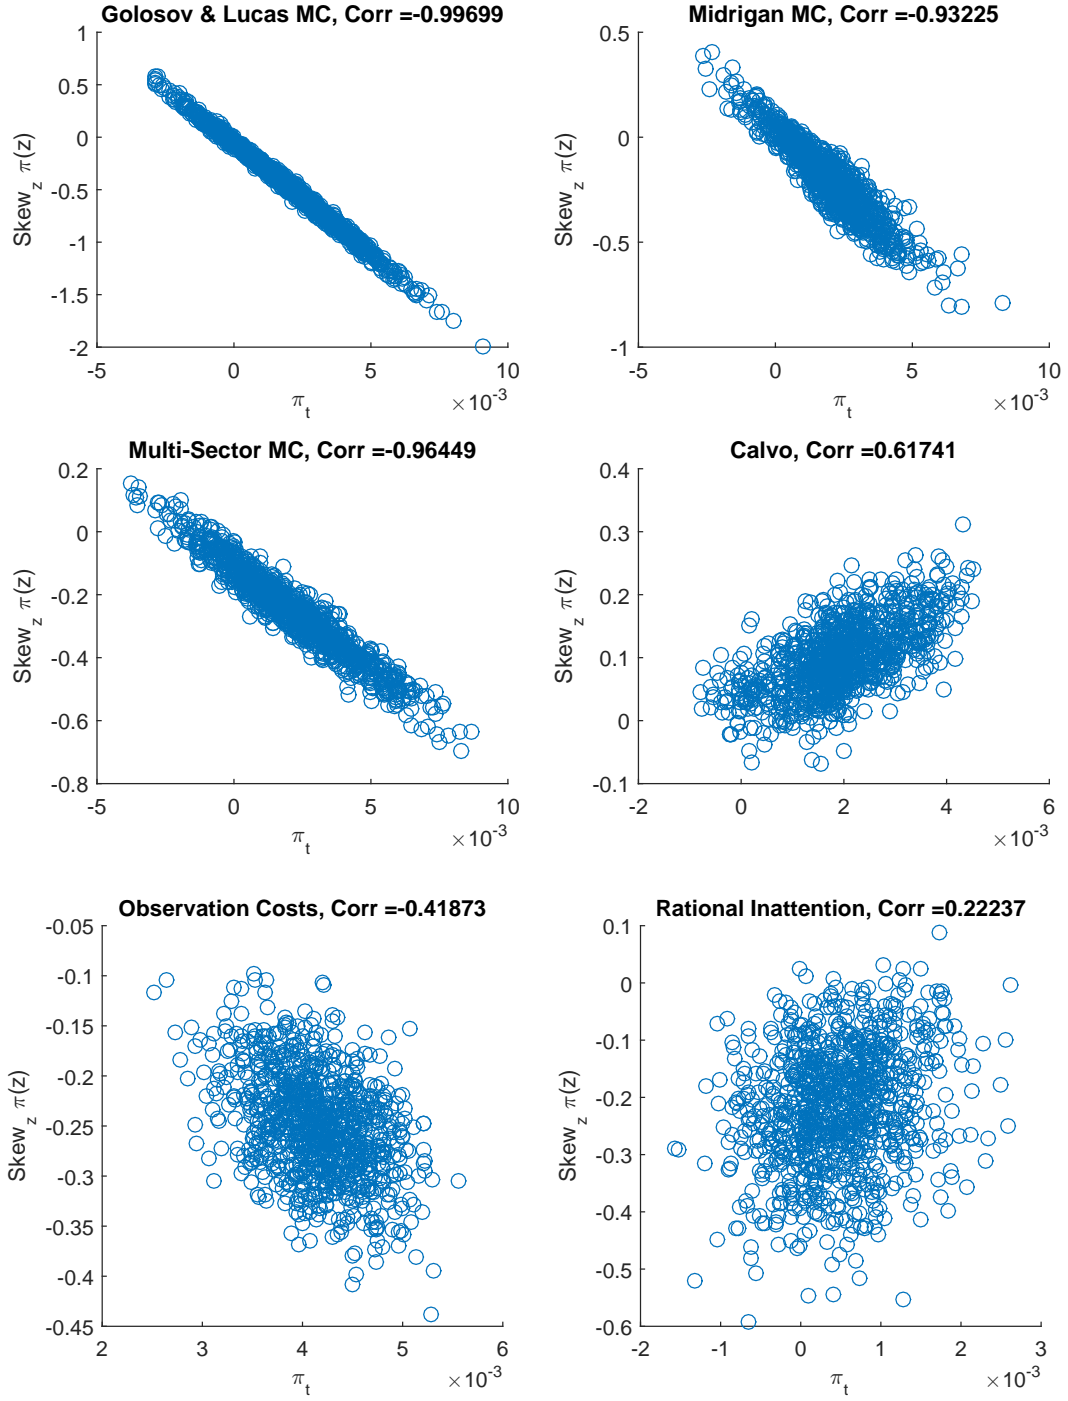 Golosov & Lucas MC, Corr =-0.99699
1
0.5
0
-0.5
-1
-1.5
-2
Skew_z π(z)
-5 0 5 10
π_t ×10^-3
Midrigan MC, Corr =-0.93225
0.5
0
-0.5
-1
Skew_z π(z)
-5 0 5 10
π_t ×10^-3
Multi-Sector MC, Corr =-0.96449
0.2
0
-0.2
-0.4
-0.6
-0.8
Skew_z π(z)
-5 0 5 10
π_t ×10^-3
Calvo, Corr =0.61741
0.4
0.3
0.2
0.1
0
-0.1
Skew_z π(z)
-2 0 2 4 6
×10^-3
Observation Costs, Corr =-0.41873
-0.05
-0.1
-0.15
-0.2
-0.25
-0.3
-0.35
-0.4
-0.45
Skew_z π(z)
2 3 4 5 6
π_t ×10^-3
Rational Inattention, Corr =0.22237
0.1
0
-0.1
-0.2
-0.3
-0.4
-0.5
-0.6
Skew_z π(z)
-2 -1 0 1 2 3
π_t ×10^-3